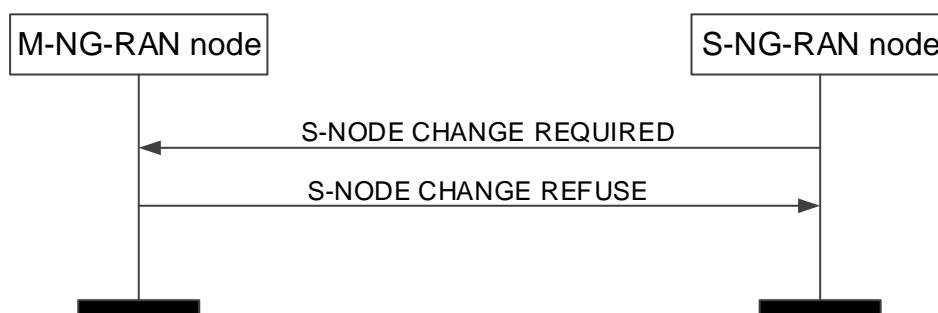 M-NG-RAN node
S-NG-RAN node
S-NODE CHANGE REQUIRED
S-NODE CHANGE REFUSE